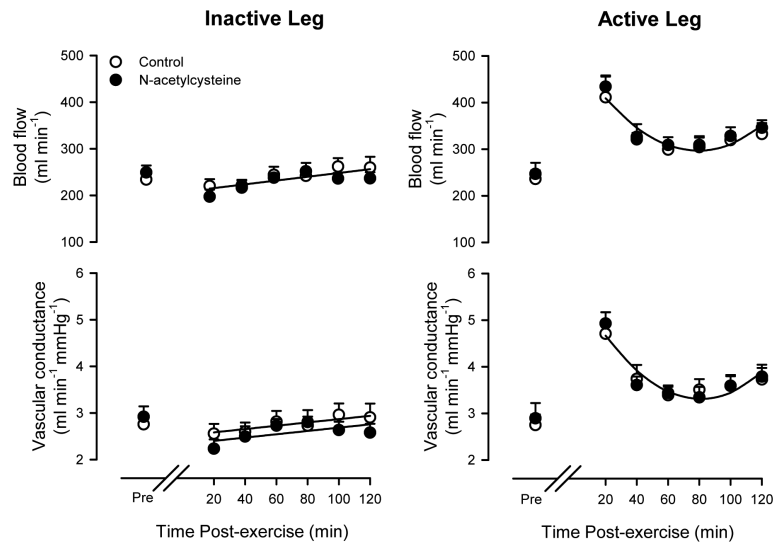 Inactive Leg
Active Leg
Control
N-acetylcysteine
Blood flow
(ml min⁻¹)
500
400
300
200
100
Blood flow
(ml min⁻¹)
500
400
300
200
100
Vascular conductance
(ml min⁻¹ mmHg⁻¹)
6
5
4
3
2
Vascular conductance
(ml min⁻¹ mmHg⁻¹)
6
5
4
3
2
Pre
20 40 60 80 100 120
Time Post-exercise (min)
Pre
20 40 60 80 100 120
Time Post-exercise (min)